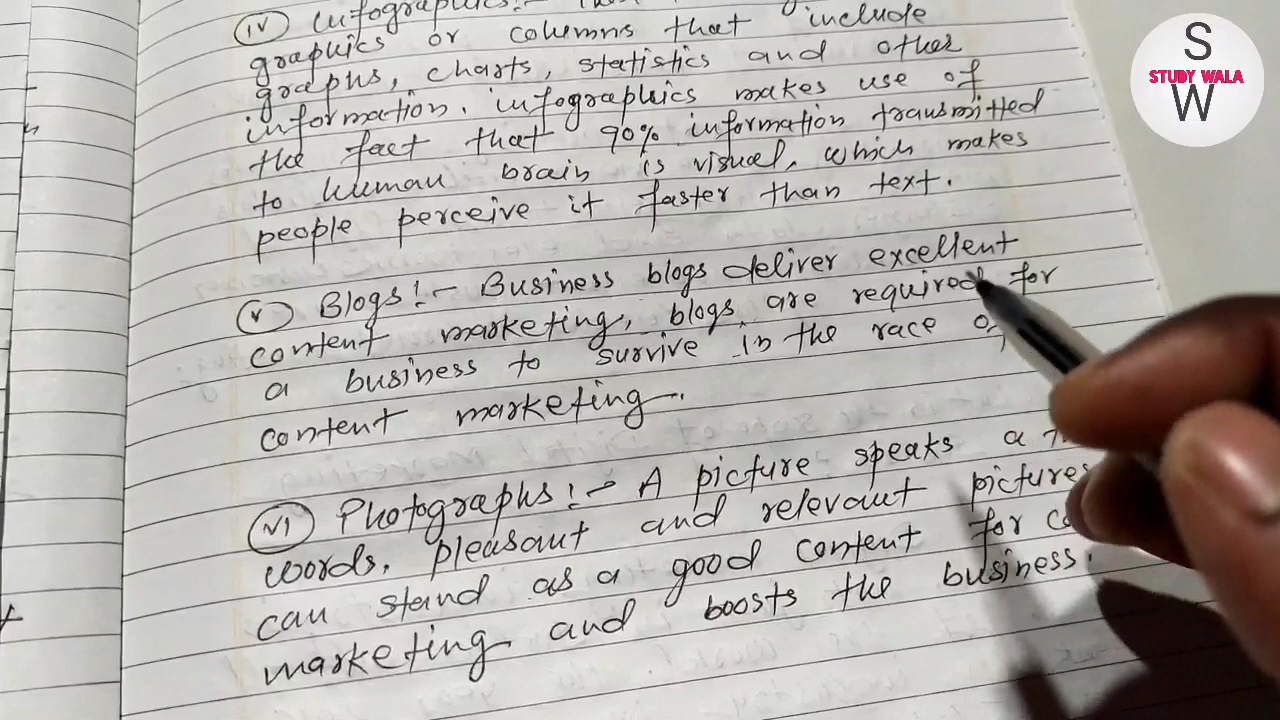 (iv) Infographics:-
graphics or columns that include
graphs, charts, statistics and other
information. infographics makes use of
the fact that 90% information transmitted
to human brain is visual, which makes
people perceive it faster than text.
(v) Blogs:- Business blogs deliver excellent
content marketing, blogs are required for
a business to survive in the race
content marketing.
(vi) Photographs:- A picture speaks a
words, pleasant and relevant pictures
can stand as a good content for
marketing and boosts the business.
S
STUDY WALA
W